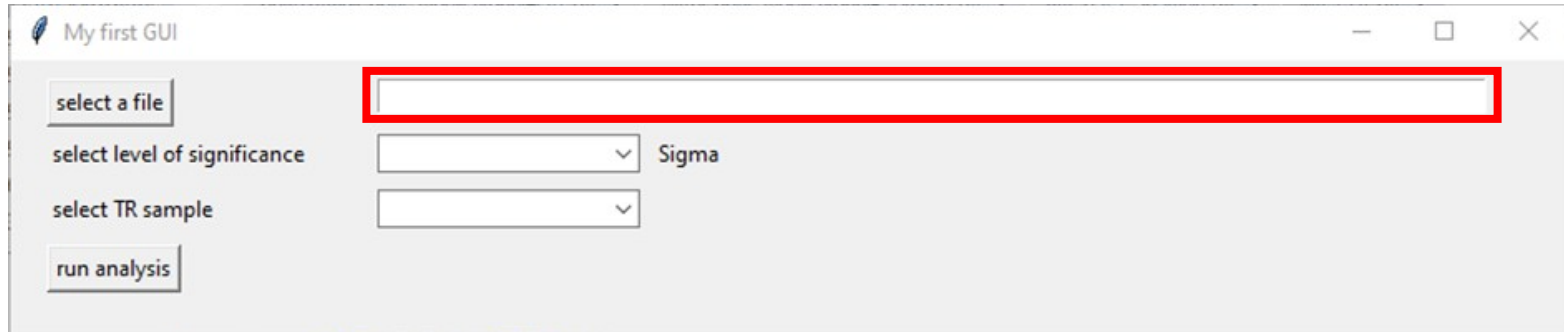 My first GUI
select a file
select level of significance Sigma
select TR sample
run analysis